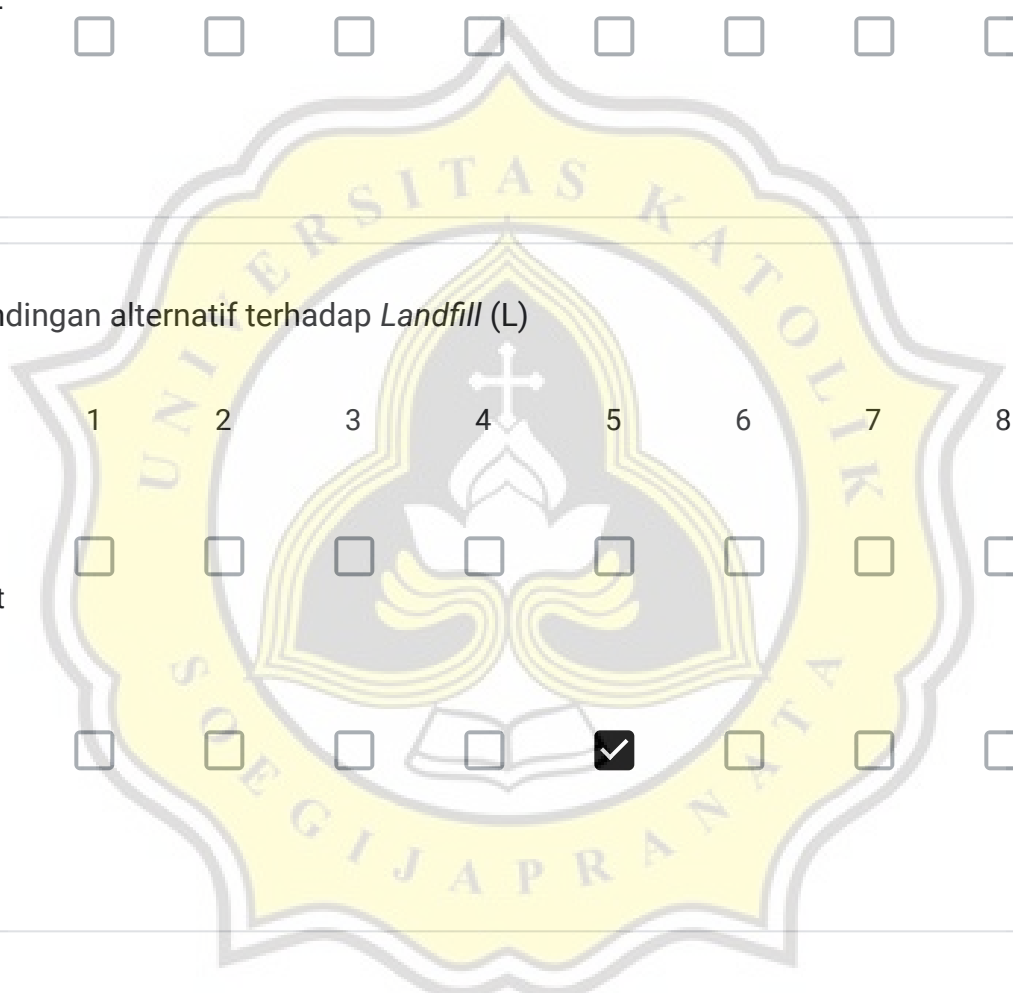 UNIVERSITAS KATOLIK
ndingan alternatif terhadap Landfill (L)
1 2 3 4 5 6 7 8
t
SOEGIJAPRANATA